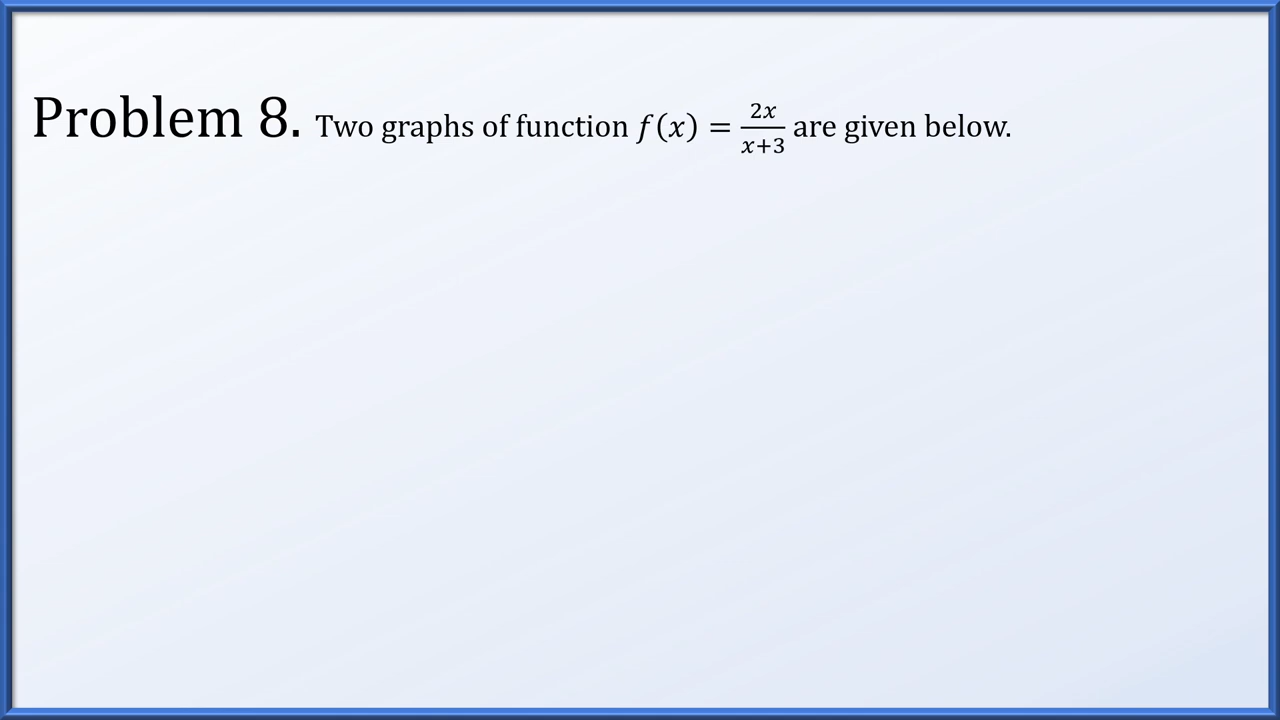 Problem 8. Two graphs of function f(x) = 2x/(x+3) are given below.